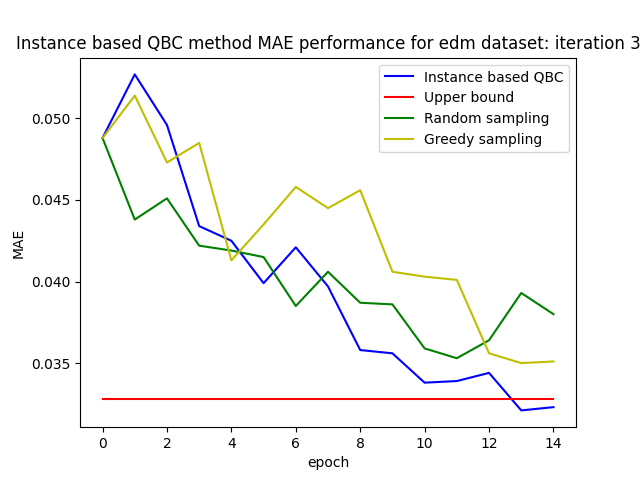 Instance based QBC method MAE performance for edm dataset: iteration 3
Instance based QBC
Upper bound
Random sampling
Greedy sampling
0.050
0.045
0.040
0.035
MAE
0 2 4 6 8 10 12 14
epoch